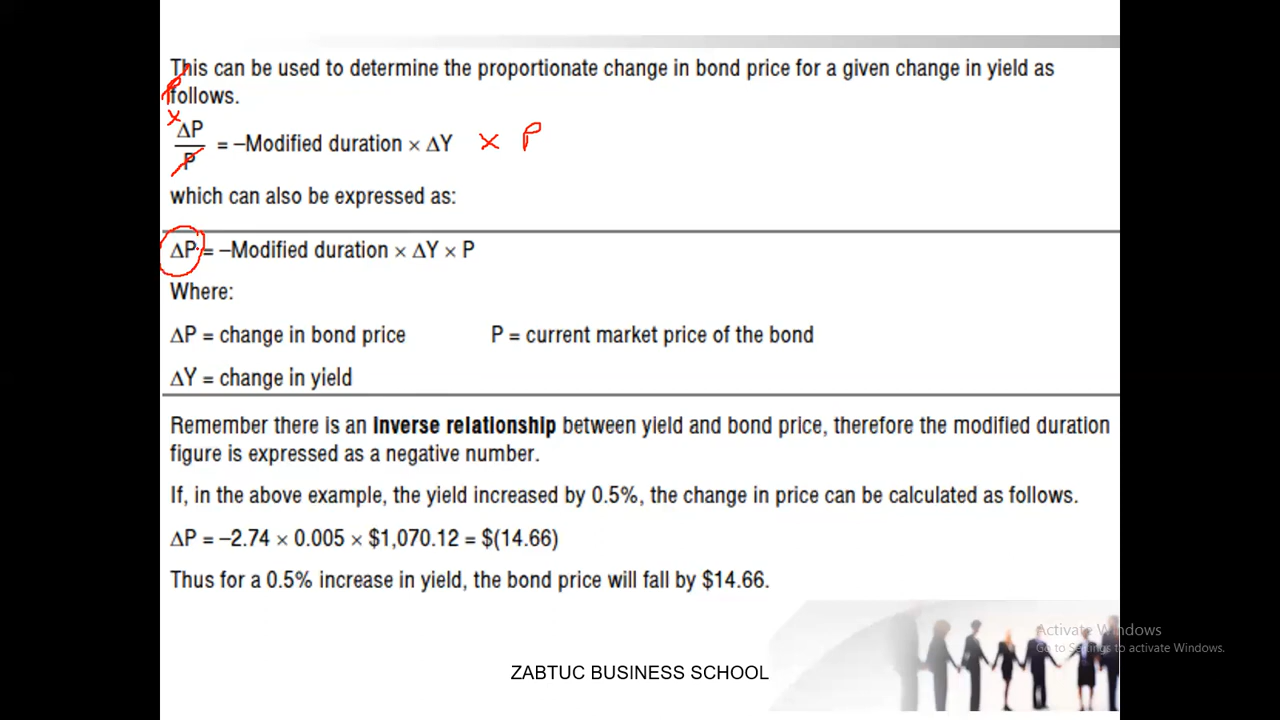 This can be used to determine the proportionate change in bond price for a given change in yield as
P
follows.
x
ΔP
P = –Modified duration × ΔY x P
which can also be expressed as:
ΔP = –Modified duration × ΔY × P
Where:
ΔP = change in bond price P = current market price of the bond
ΔY = change in yield
Remember there is an inverse relationship between yield and bond price, therefore the modified duration
figure is expressed as a negative number.
If, in the above example, the yield increased by 0.5%, the change in price can be calculated as follows.
ΔP = –2.74 × 0.005 × $1,070.12 = $(14.66)
Thus for a 0.5% increase in yield, the bond price will fall by $14.66.
Activate Windows
Go to Settings to activate Windows.
ZABTUC BUSINESS SCHOOL